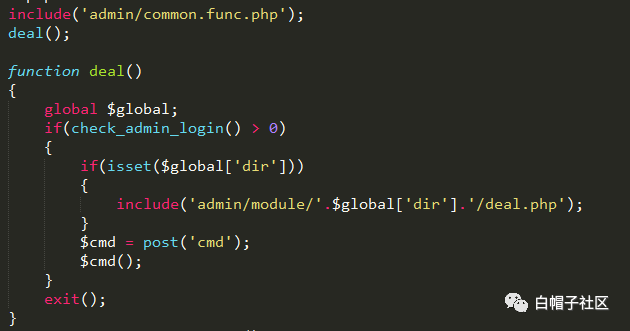 include('admin/common.func.php');
deal();
function deal()
{
    global $global;
    if(check_admin_login() > 0)
    {
        if(isset($global['dir']))
        {
            include('admin/module/'.$global['dir'].'/deal.php');
        }
        $cmd = post('cmd');
        $cmd();
    }
    exit();
}
白帽子社区